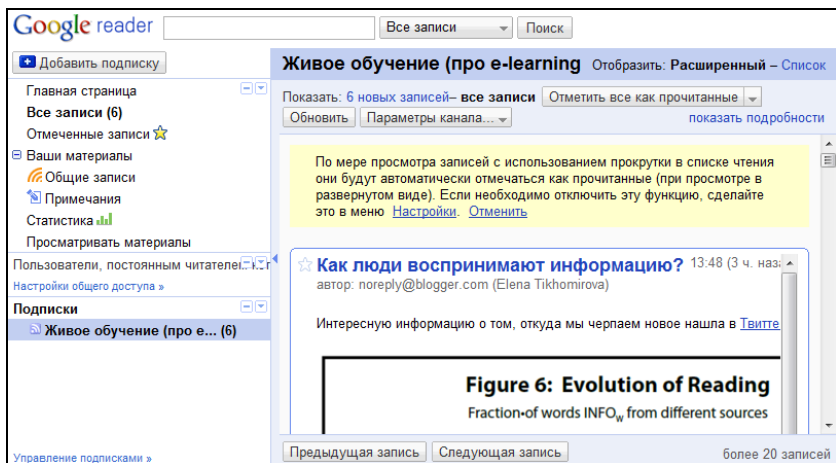 Google reader
Все записи
Поиск
Добавить подписку
Главная страница
Все записи (6)
Отмеченные записи
Ваши материалы
Общие записи
Примечания
Статистика
Просматривать материалы
Пользователи, постоянным читателем
Настройки общего доступа »
Подписки
Живое обучение (про е... (6)
Управление подписками »
Живое обучение (про e-learning Отобразить: Расширенный – Список
Показать: 6 новых записей– все записи Отметить все как прочитанные
Обновить Параметры канала... показать подробности
По мере просмотра записей с использованием прокрутки в списке чтения
они будут автоматически отмечаться как прочитанные (при просмотре в
развернутом виде). Если необходимо отключить эту функцию, сделайте
это в меню Настройки. Отменить
Как люди воспринимают информацию? 13:48 (3 ч. наза
автор: noreply@blogger.com (Elena Tikhomirova)
Интересную информацию о том, откуда мы черпаем новое нашла в Твитте
Figure 6: Evolution of Reading
Fraction•of words INFOw from different sources
Предыдущая запись Следующая запись более 20 записей